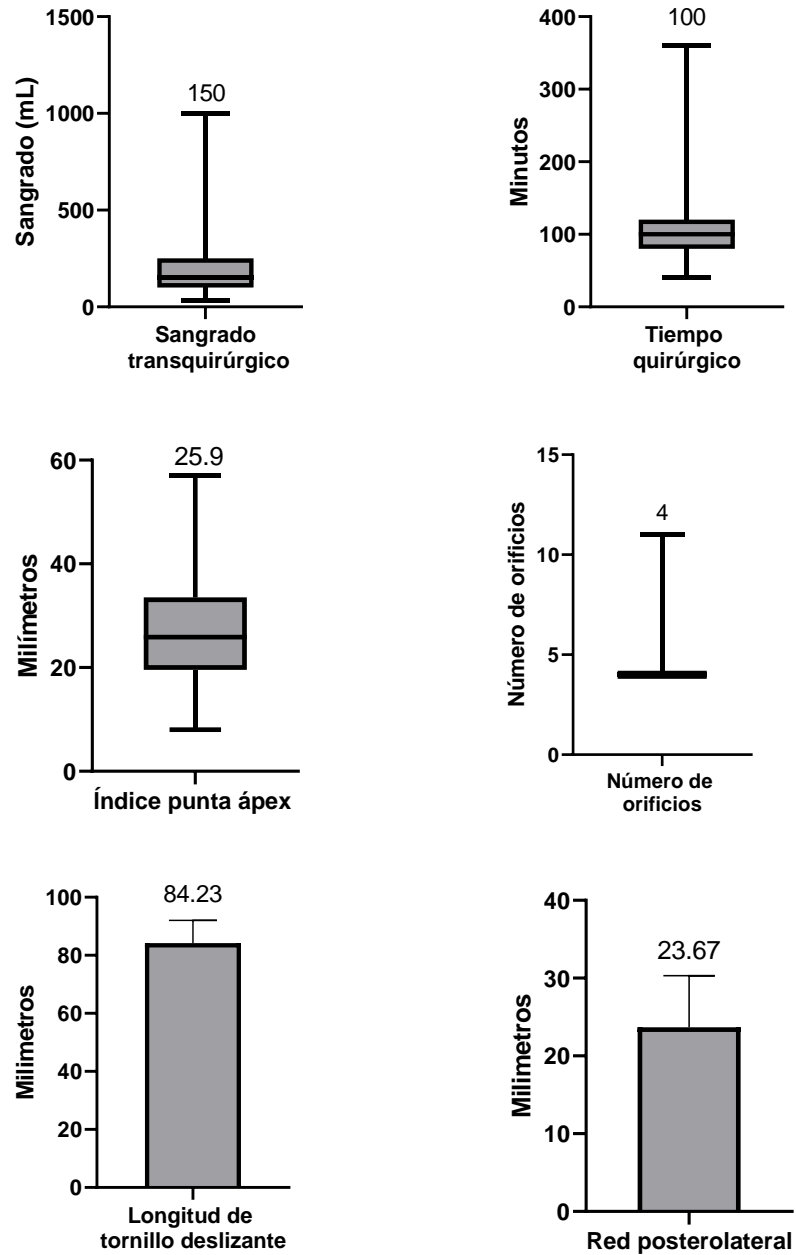 Sangrado (mL)
1500
1000
500
0
150
Sangrado
transquirúrgico
Minutos
400
300
200
100
0
100
Tiempo
quirúrgico
Milímetros
60
40
20
0
25.9
Índice punta ápex
Número de orificios
15
10
5
0
4
Número de
orificios
Milimetros
100
80
60
40
20
0
84.23
Longitud de
tornillo deslizante
Milimetros
40
30
20
10
0
23.67
Red posterolateral